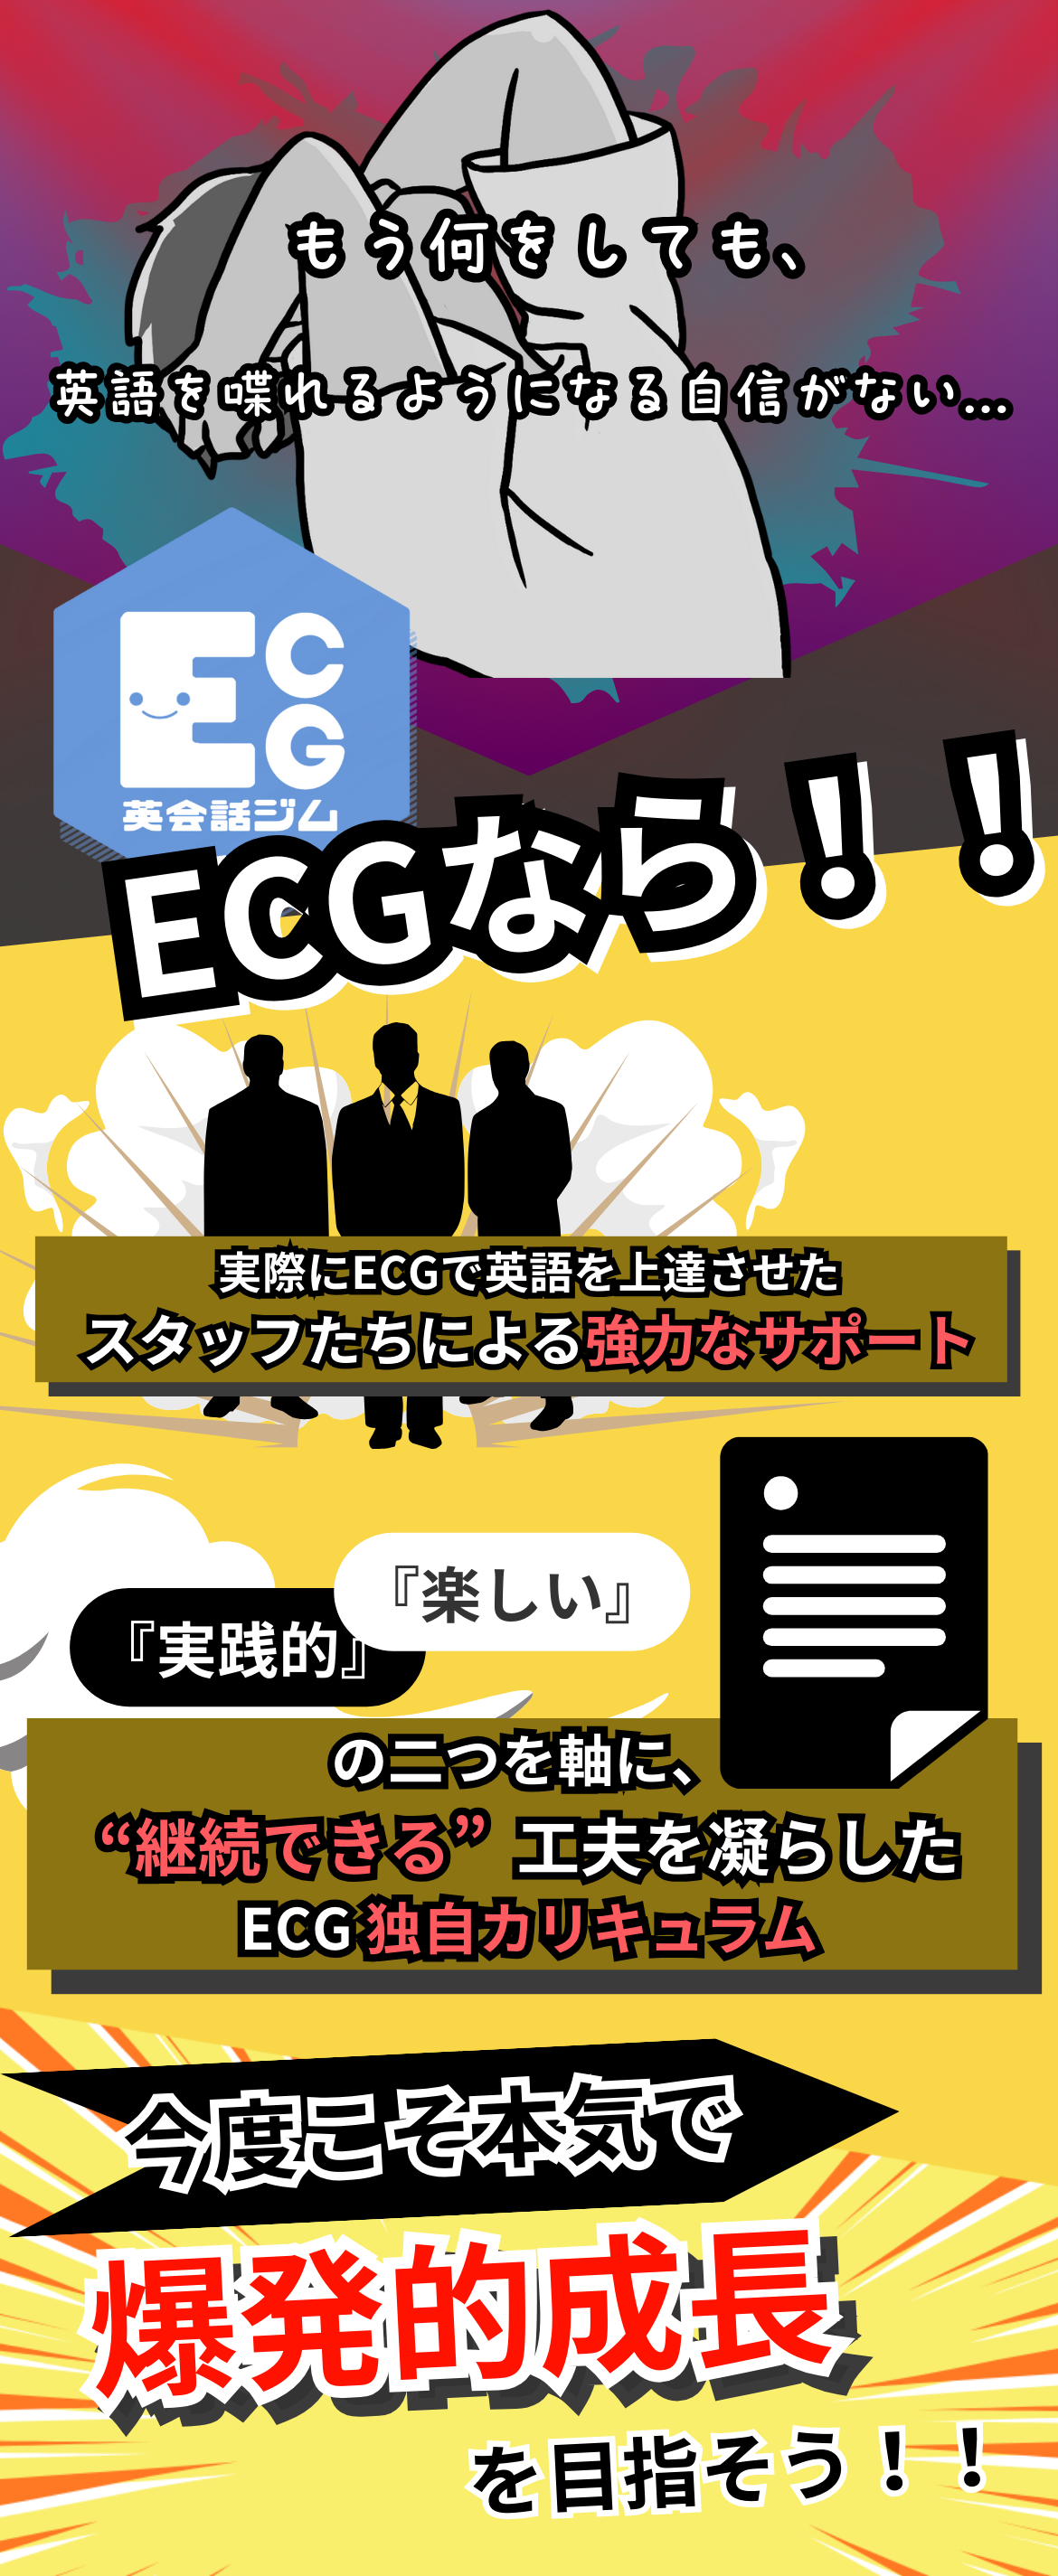 もう何をしても、
英語を喋れるようになる自信がない...
ECG
英会話ジム
ECGなら！！
実際にECGで英語を上達させた
スタッフたちによる強力なサポート
『楽しい』
『実践的』
の二つを軸に、
“継続できる” 工夫を凝らした
ECG 独自カリキュラム
今度こそ本気で
爆発的成長
を目指そう！！